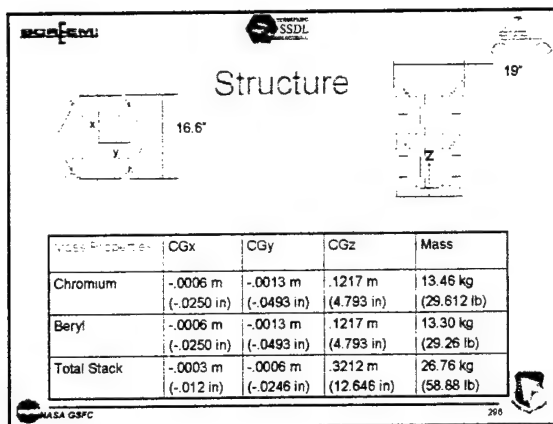 SSDL
Structure
19"
x
16.6"
y
Z
Mass Properties CGx CGy CGz Mass
Chromium -.0006 m -.0013 m .1217 m 13.46 kg
(-.0250 in) (-.0493 in) (4.793 in) (29.612 lb)
Beryl -.0006 m -.0013 m .1217 m 13.30 kg
(-.0250 in) (-.0493 in) (4.793 in) (29.26 lb)
Total Stack -.0003 m -.0006 m .3212 m 26.76 kg
(-.012 in) (-.0246 in) (12.646 in) (58.88 lb)
NASA GSFC
296